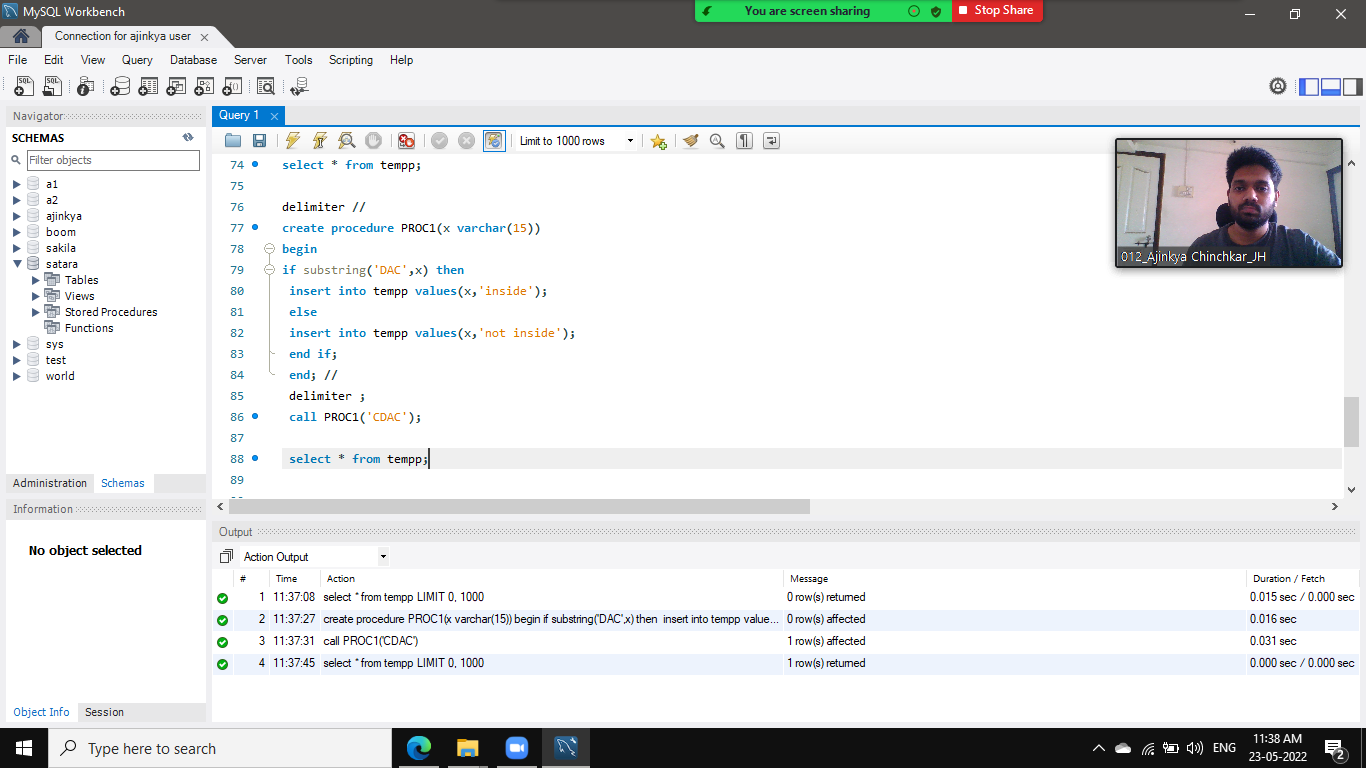 MySQL Workbench
You are screen sharing
Stop Share
Connection for ajinkya user
File Edit View Query Database Server Tools Scripting Help
Navigator
SCHEMAS
Filter objects
a1
a2
ajinkya
boom
sakila
satara
Tables
Views
Stored Procedures
Functions
sys
test
world
Administration Schemas
Information
No object selected
Object Info Session
Query 1
Limit to 1000 rows
74 select * from tempp;
75
76 delimiter //
77 create procedure PROC1(x varchar(15))
78 begin
79 if substring('DAC',x) then
80 insert into tempp values(x,'inside');
81 else
82 insert into tempp values(x,'not inside');
83 end if;
84 end; //
85 delimiter ;
86 call PROC1('CDAC');
87
88 select * from tempp;
89
012_Ajinkya Chinchkar_JH
Output
Action Output
# Time Action Message Duration / Fetch
1 11:37:08 select * from tempp LIMIT 0, 1000 0 row(s) returned 0.015 sec / 0.000 sec
2 11:37:27 create procedure PROC1(x varchar(15)) begin if substring('DAC',x) then insert into tempp value... 0 row(s) affected 0.016 sec
3 11:37:31 call PROC1('CDAC') 1 row(s) affected 0.031 sec
4 11:37:45 select * from tempp LIMIT 0, 1000 1 row(s) returned 0.000 sec / 0.000 sec
Type here to search
ENG
11:38 AM
23-05-2022
2